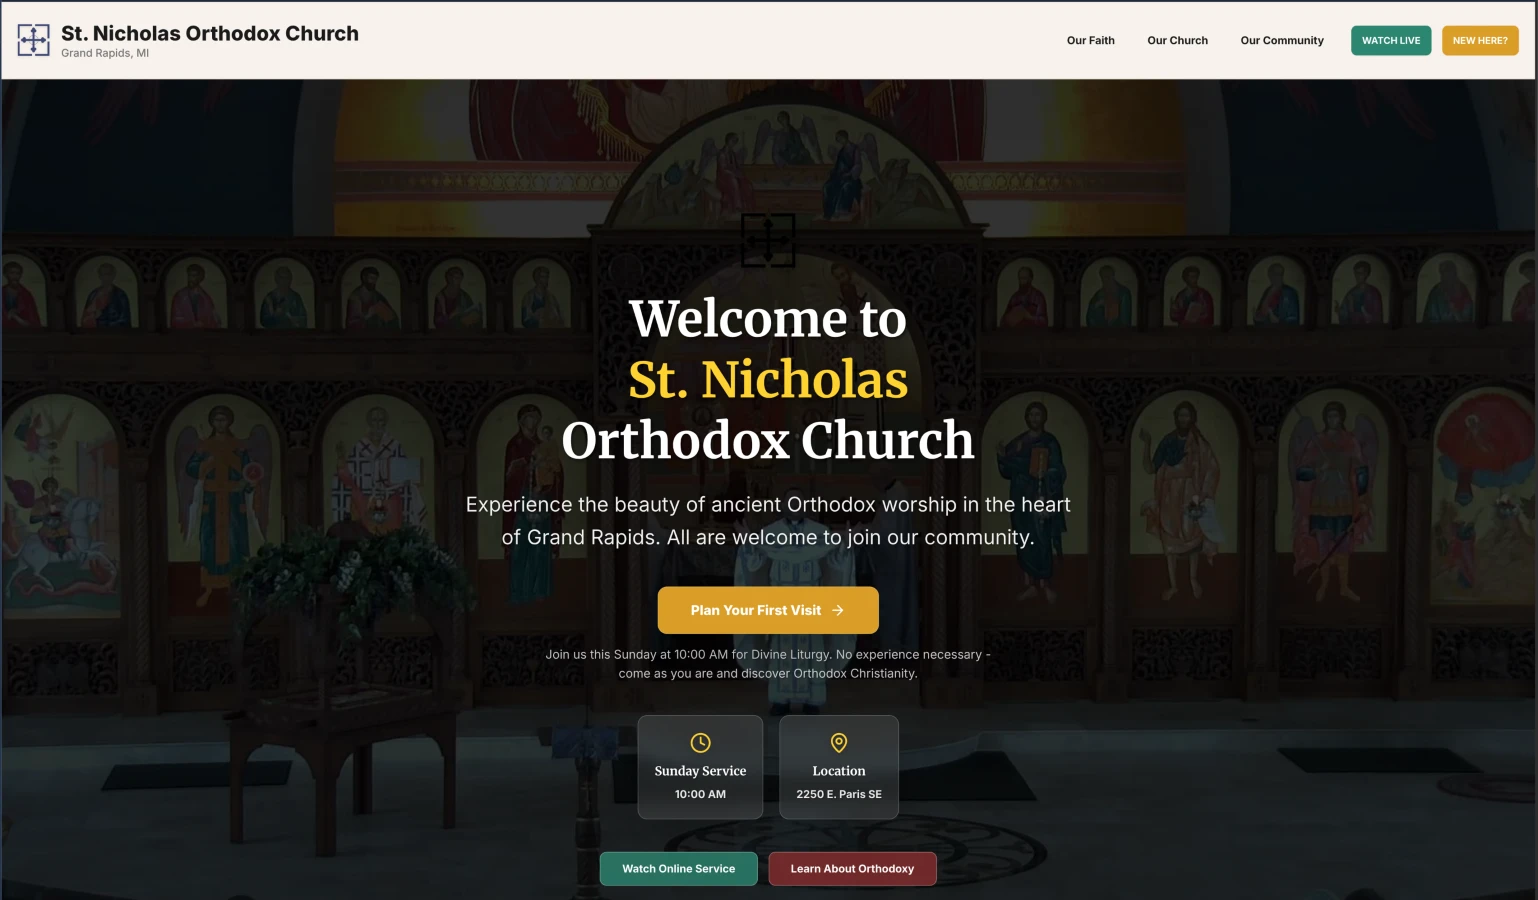 St. Nicholas Orthodox Church
Grand Rapids, MI
Our Faith
Our Church
Our Community
WATCH LIVE
NEW HERE?
Welcome to
St. Nicholas
Orthodox Church
Experience the beauty of ancient Orthodox worship in the heart
of Grand Rapids. All are welcome to join our community.
Plan Your First Visit
Join us this Sunday at 10:00 AM for Divine Liturgy. No experience necessary -
come as you are and discover Orthodox Christianity.
Sunday Service
10:00 AM
Location
2250 E. Paris SE
Watch Online Service
Learn About Orthodoxy